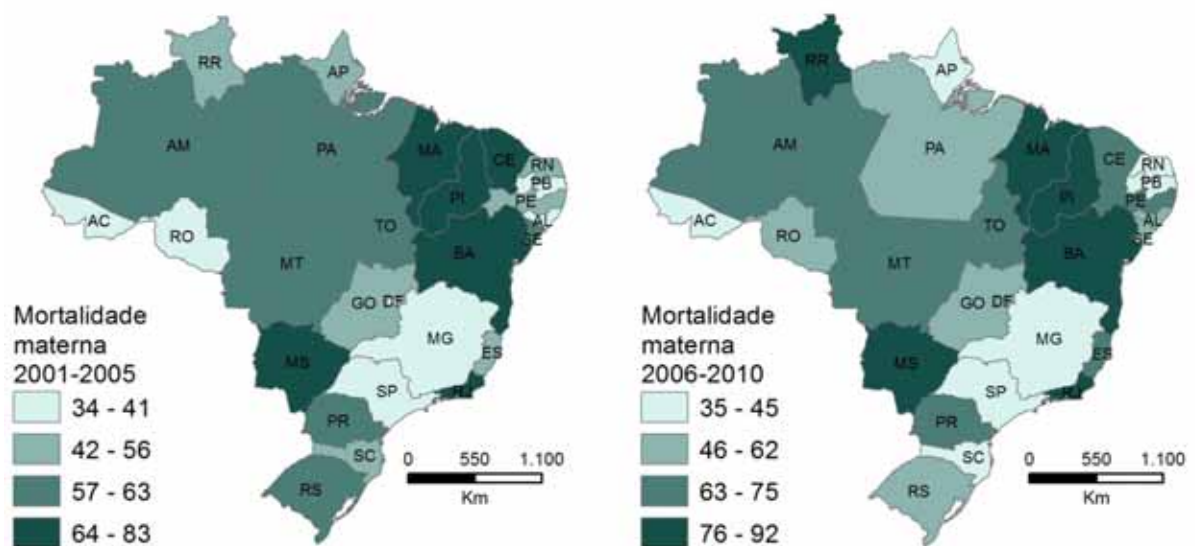 RR
AP
AM
PA
MA
CE
RN
PB
PI
PE
AC
AL
TO
SE
RO
BA
MT
GO
DF
MG
ES
MS
SP
RJ
PR
SC
RS
Mortalidade
materna
2001-2005
34 - 41
42 - 56
57 - 63
64 - 83
0 550 1.100
Km
RR
AP
AM
PA
MA
CE
RN
PB
PI
PE
AC
AL
TO
SE
RO
BA
MT
GO
DF
MG
ES
MS
SP
RJ
PR
SC
RS
Mortalidade
materna
2006-2010
35 - 45
46 - 62
63 - 75
76 - 92
0 550 1.100
Km